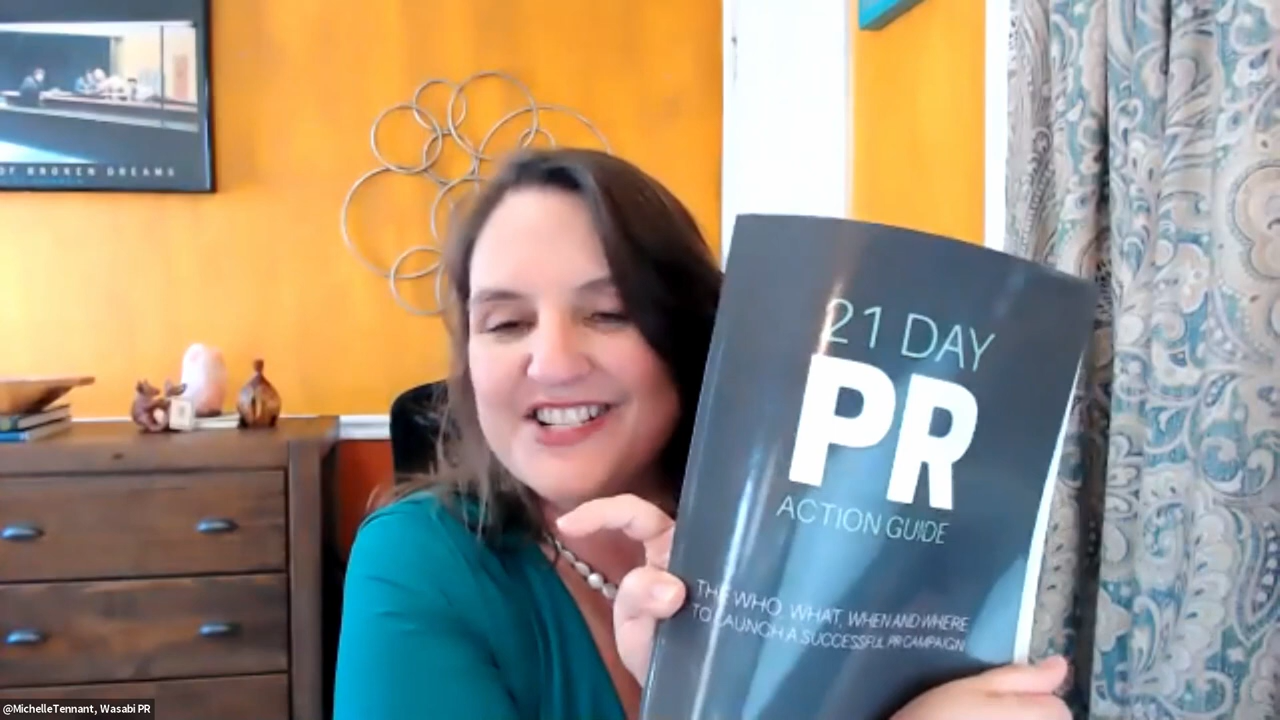 OF BROKEN DREAMS
21 DAY
PR
ACTION GUIDE
THE WHO, WHAT, WHEN AND WHERE
TO LAUNCH A SUCCESSFUL PR CAMPAIGN
@MichelleTennant, Wasabi PR